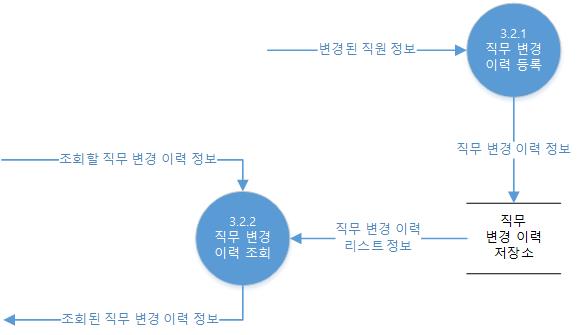 3.2.1
직무 변경
이력 등록
변경된 직원 정보
직무 변경 이력 정보
조회할 직무 변경 이력 정보
3.2.2
직무 변경
이력 조회
직무 변경 이력
리스트 정보
직무
변경 이력
저장소
조회된 직무 변경 이력 정보